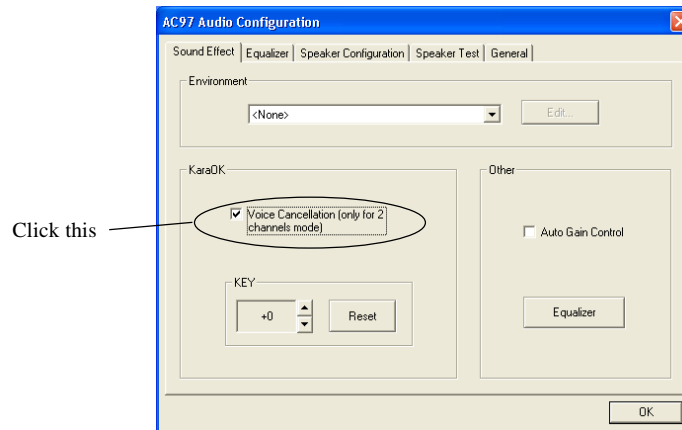 AC97 Audio Configuration
Sound Effect Equalizer Speaker Configuration Speaker Test General
Environment
<None>
Edit...
KaraOK
Other
Voice Cancellation (only for 2
channels mode)
Click this
Auto Gain Control
KEY
+0
Reset
Equalizer
OK